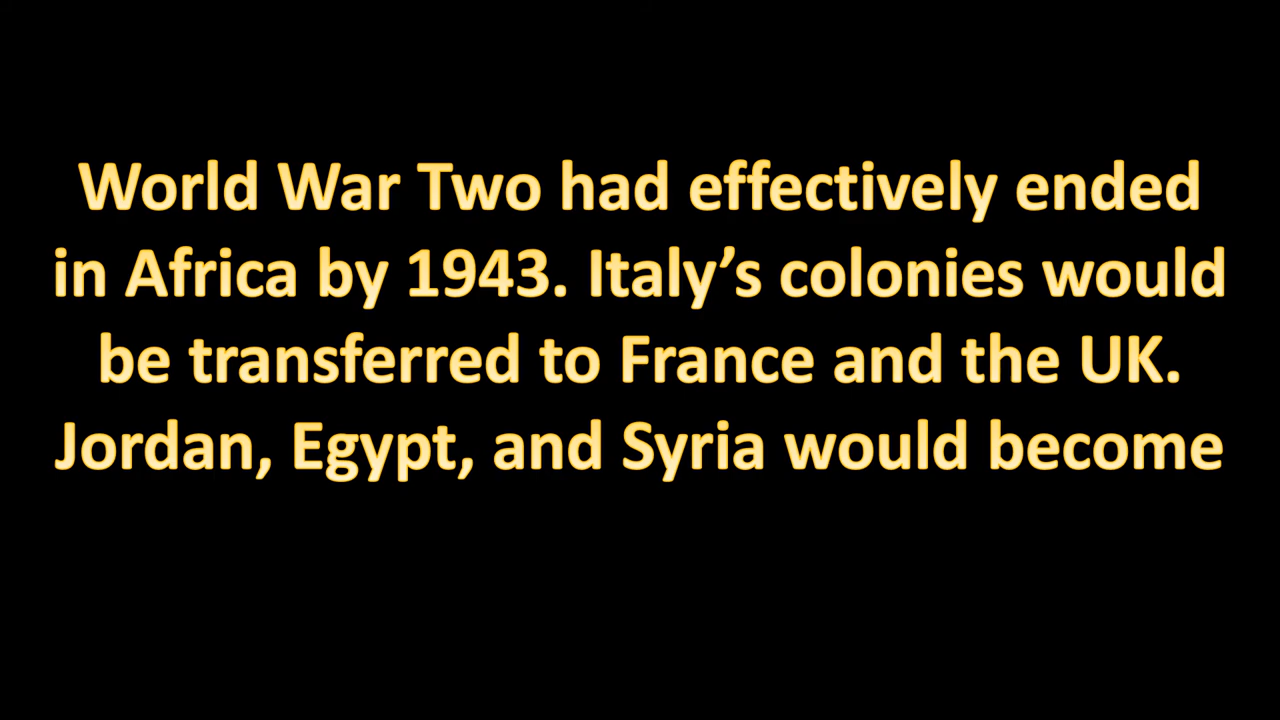 World War Two had effectively ended
in Africa by 1943. Italy’s colonies would
be transferred to France and the UK.
Jordan, Egypt, and Syria would become